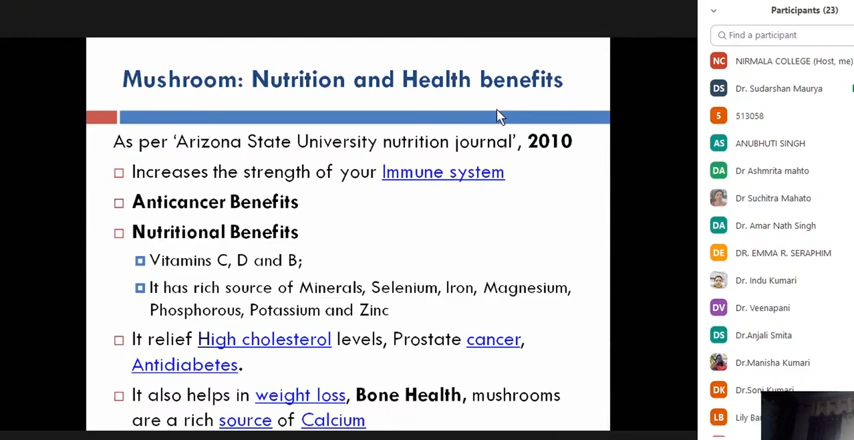 Mushroom: Nutrition and Health benefits
As per 'Arizona State University nutrition journal', 2010
Increases the strength of your Immune system
Anticancer Benefits
Nutritional Benefits
Vitamins C, D and B;
It has rich source of Minerals, Selenium, Iron, Magnesium,
Phosphorous, Potassium and Zinc
It relief High cholesterol levels, Prostate cancer,
Antidiabetes.
It also helps in weight loss, Bone Health, mushrooms
are a rich source of Calcium
Participants (23)
Find a participant
NC NIRMALA COLLEGE (Host, me)
DS Dr. Sudarshan Maurya
5 513058
AS ANUBHUTI SINGH
DA Dr Ashmrita mahto
Dr Suchitra Mahato
DA Dr. Amar Nath Singh
DE DR. EMMA R. SERAPHIM
Dr. Indu Kumari
DV Dr. Veenapani
DS Dr.Anjali Smita
Dr.Manisha Kumari
DK Dr.Soni Kumari
LB Lily